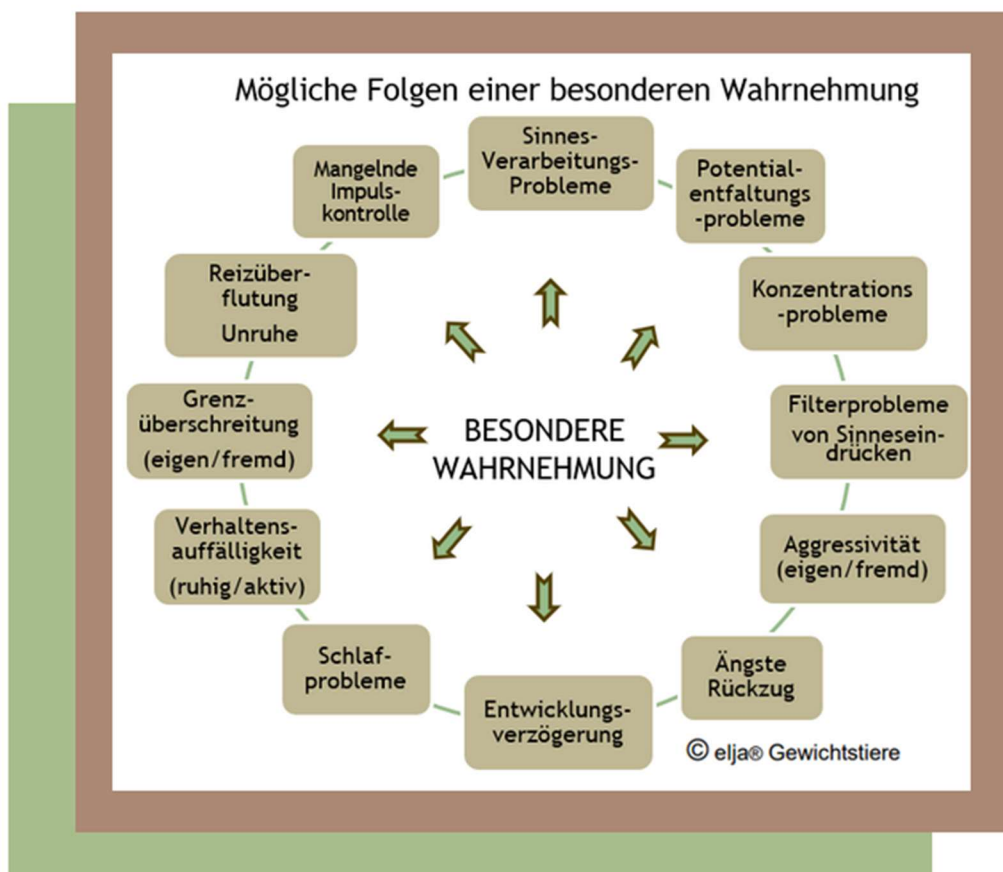 Mögliche Folgen einer besonderen Wahrnehmung
Sinnes-
Verarbeitungs-
Probleme
Potential-
entfaltungs
-probleme
Konzentrations
-probleme
Filterprobleme
von Sinnesein-
drücken
Aggressivität
(eigen/fremd)
Ängste
Rückzug
Entwicklungs-
verzögerung
Schlaf-
probleme
Verhaltens-
auffälligkeit
(ruhig/aktiv)
Grenz-
überschreitung
(eigen/fremd)
Reizüber-
flutung
Unruhe
Mangelnde
Impuls-
kontrolle
BESONDERE
WAHRNEHMUNG
© elja® Gewichtstiere